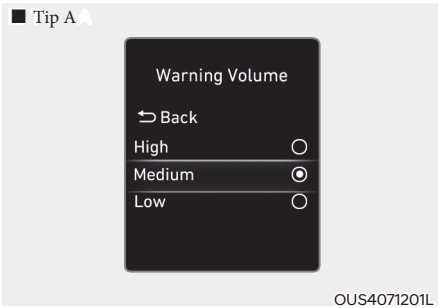 ■ Tip A
Warning Volume
Back
High
Medium
Low
OUS4071201L